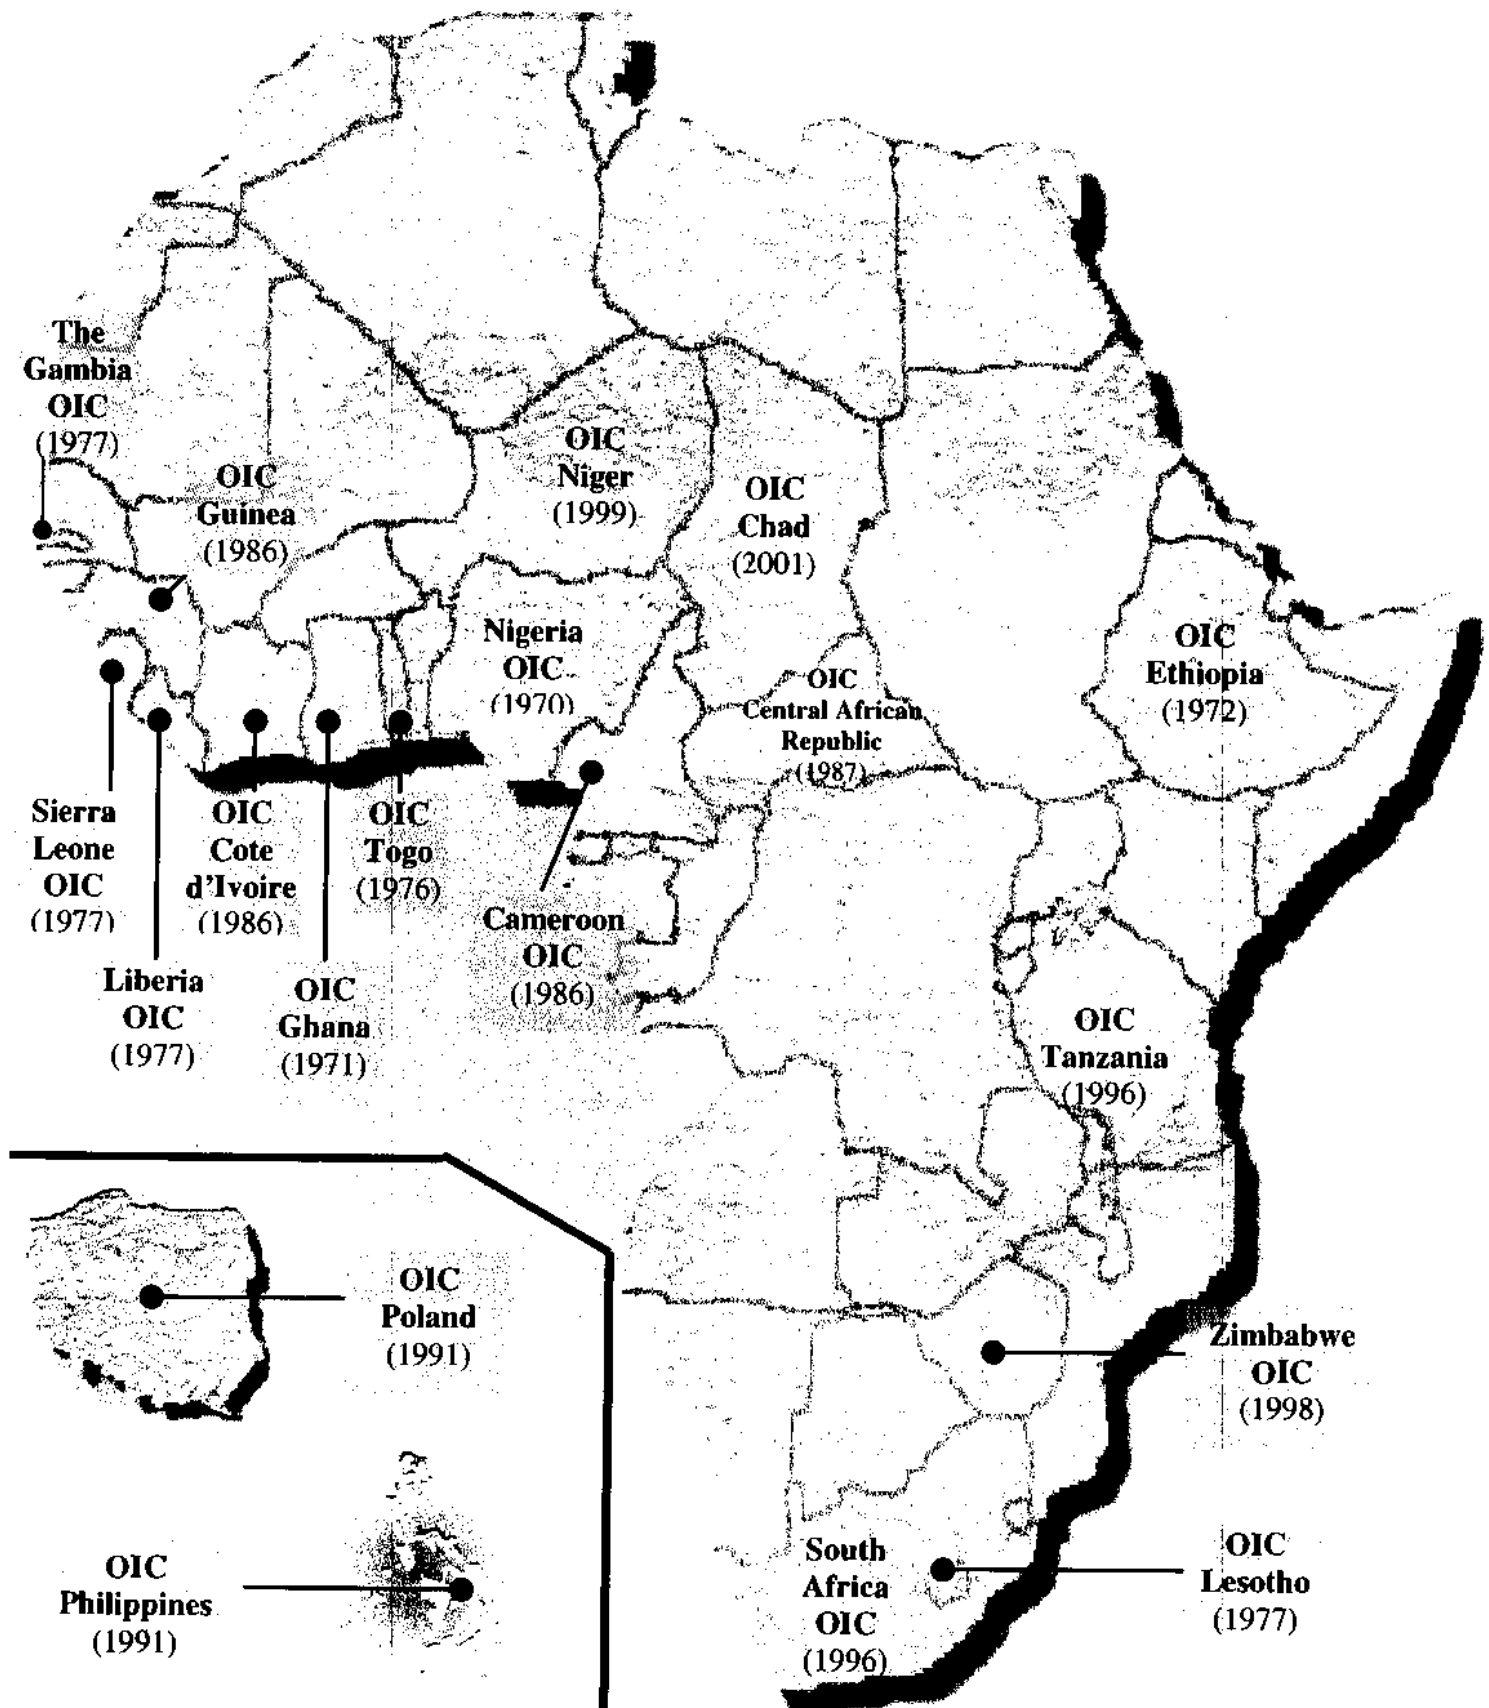 The
Gambia
OIC
(1977)
OIC
Guinea
(1986)
OIC
Niger
(1999)
OIC
Chad
(2001)
Nigeria
OIC
(1970)
OIC
Central African
Republic
(1987)
OIC
Ethiopia
(1972)
Sierra
Leone
OIC
(1977)
OIC
Cote
d'Ivoire
(1986)
OIC
Togo
(1976)
Liberia
OIC
(1977)
OIC
Ghana
(1971)
Cameroon
OIC
(1986)
OIC
Tanzania
(1996)
OIC
Poland
(1991)
Zimbabwe
OIC
(1998)
OIC
Philippines
(1991)
South
Africa
OIC
(1996)
OIC
Lesotho
(1977)